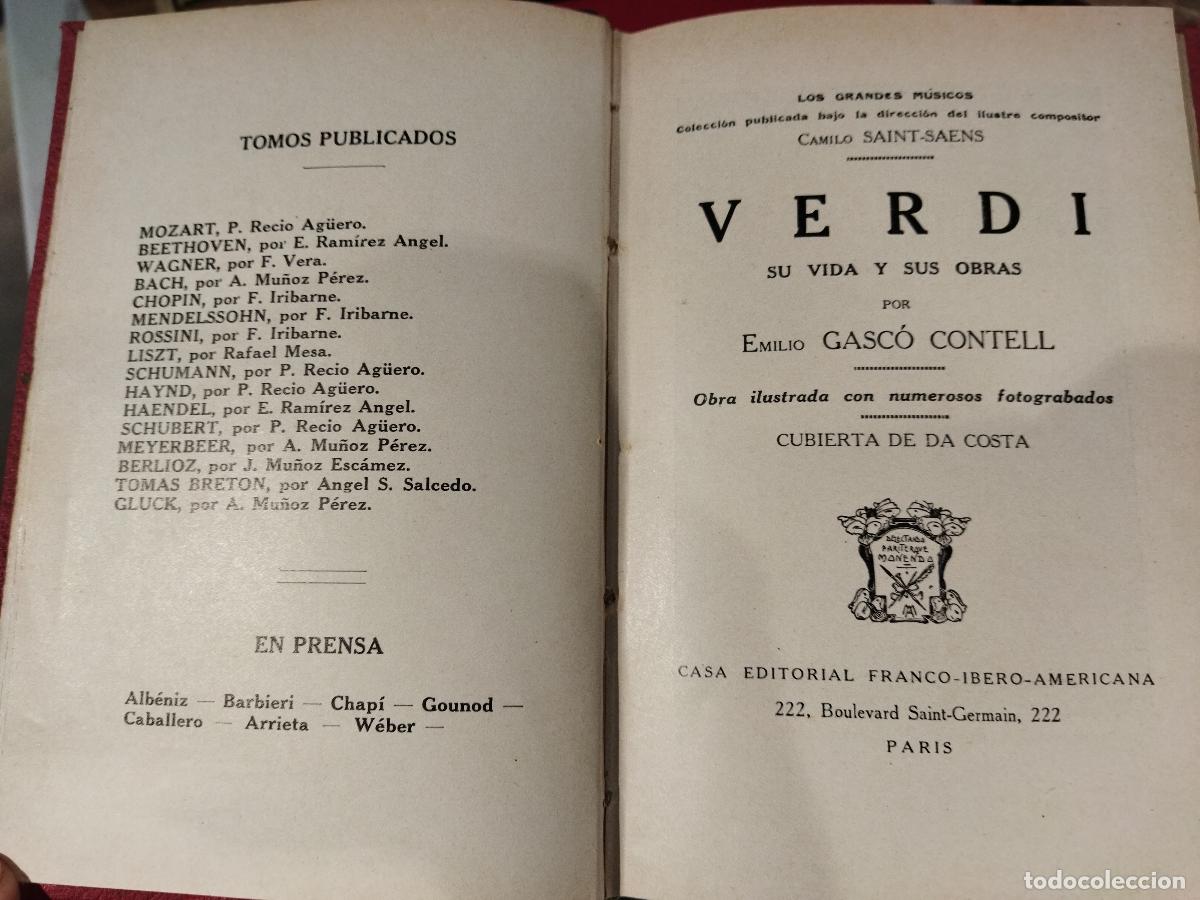 TOMOS PUBLICADOS
MOZART, P. Recio Agüero.
BEETHOVEN, por E. Ramírez Angel.
WAGNER, por F. Vera.
BACH, por A. Muñoz Pérez.
CHOPIN, por F. Iribarne.
MENDELSSOHN, por F. Iribarne.
ROSSINI, por F. Iribarne.
LISZT, por Rafael Mesa.
SCHUMANN, por P. Recio Agüero.
HAYND, por P. Recio Agüero.
HAENDEL, por E. Ramírez Angel.
SCHUBERT, por P. Recio Agüero.
MEYERBEER, por A. Muñoz Pérez.
BERLIOZ, por J. Muñoz Escámez.
TOMAS BRETON, por Angel S. Salcedo.
GLUCK, por A. Muñoz Pérez.
EN PRENSA
Albéniz — Barbieri — Chapí — Gounod —
Caballero — Arrieta — Wéber —
LOS GRANDES MÚSICOS
Colección publicada bajo la dirección del ilustre compositor
CAMILO SAINT-SAENS
VERDI
SU VIDA Y SUS OBRAS
POR
EMILIO GASCÓ CONTELL
Obra ilustrada con numerosos fotograbados
CUBIERTA DE DA COSTA
DELECTANDO
PARITERQUE
MONENDO
CASA EDITORIAL FRANCO-IBERO-AMERICANA
222, Boulevard Saint-Germain, 222
PARIS
todocoleccion